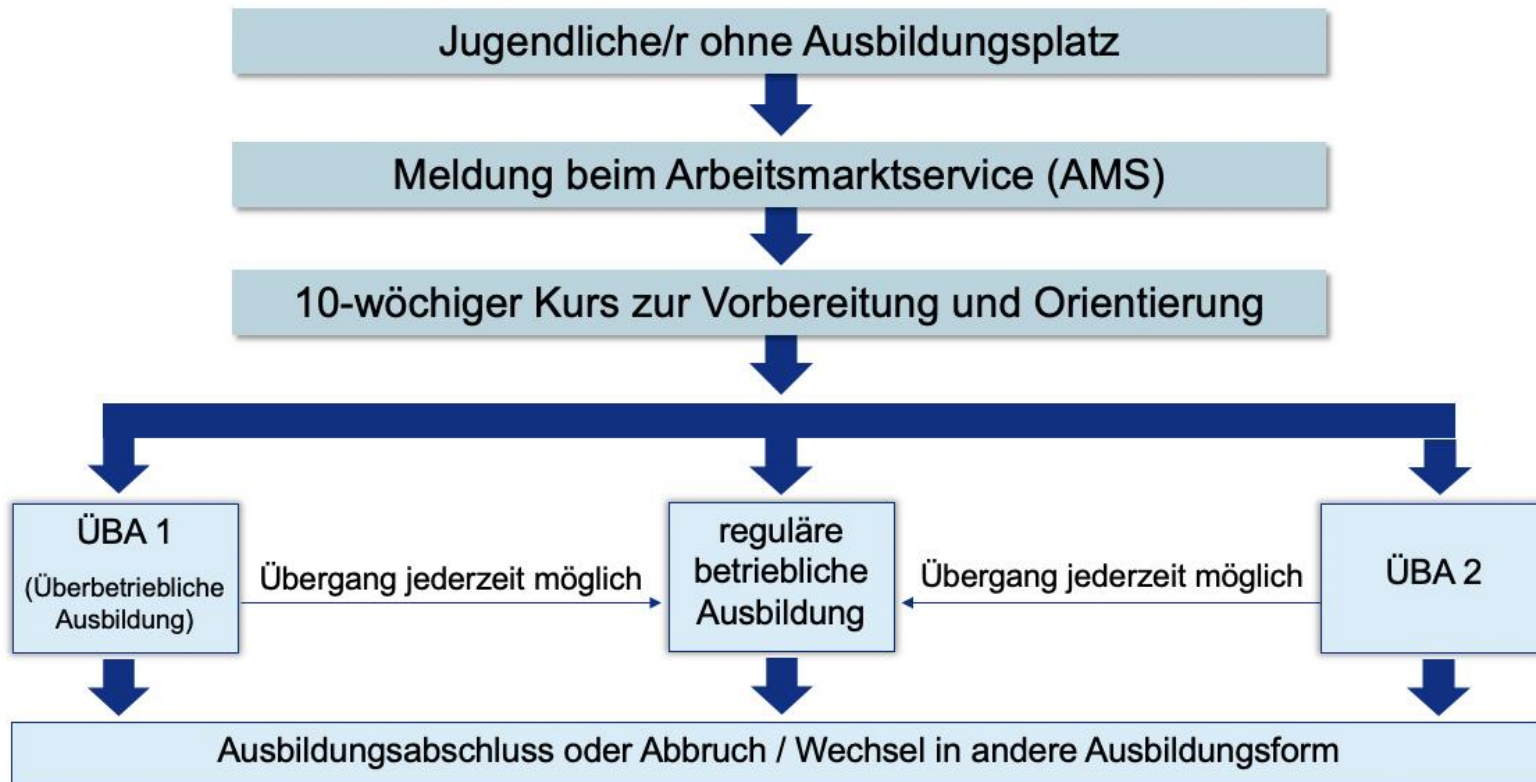 Jugendliche/r ohne Ausbildungsplatz
Meldung beim Arbeitsmarktservice (AMS)
10-wöchiger Kurs zur Vorbereitung und Orientierung
ÜBA 1
(Überbetriebliche
Ausbildung)
Übergang jederzeit möglich
reguläre
betriebliche
Ausbildung
Übergang jederzeit möglich
ÜBA 2
Ausbildungsabschluss oder Abbruch / Wechsel in andere Ausbildungsform